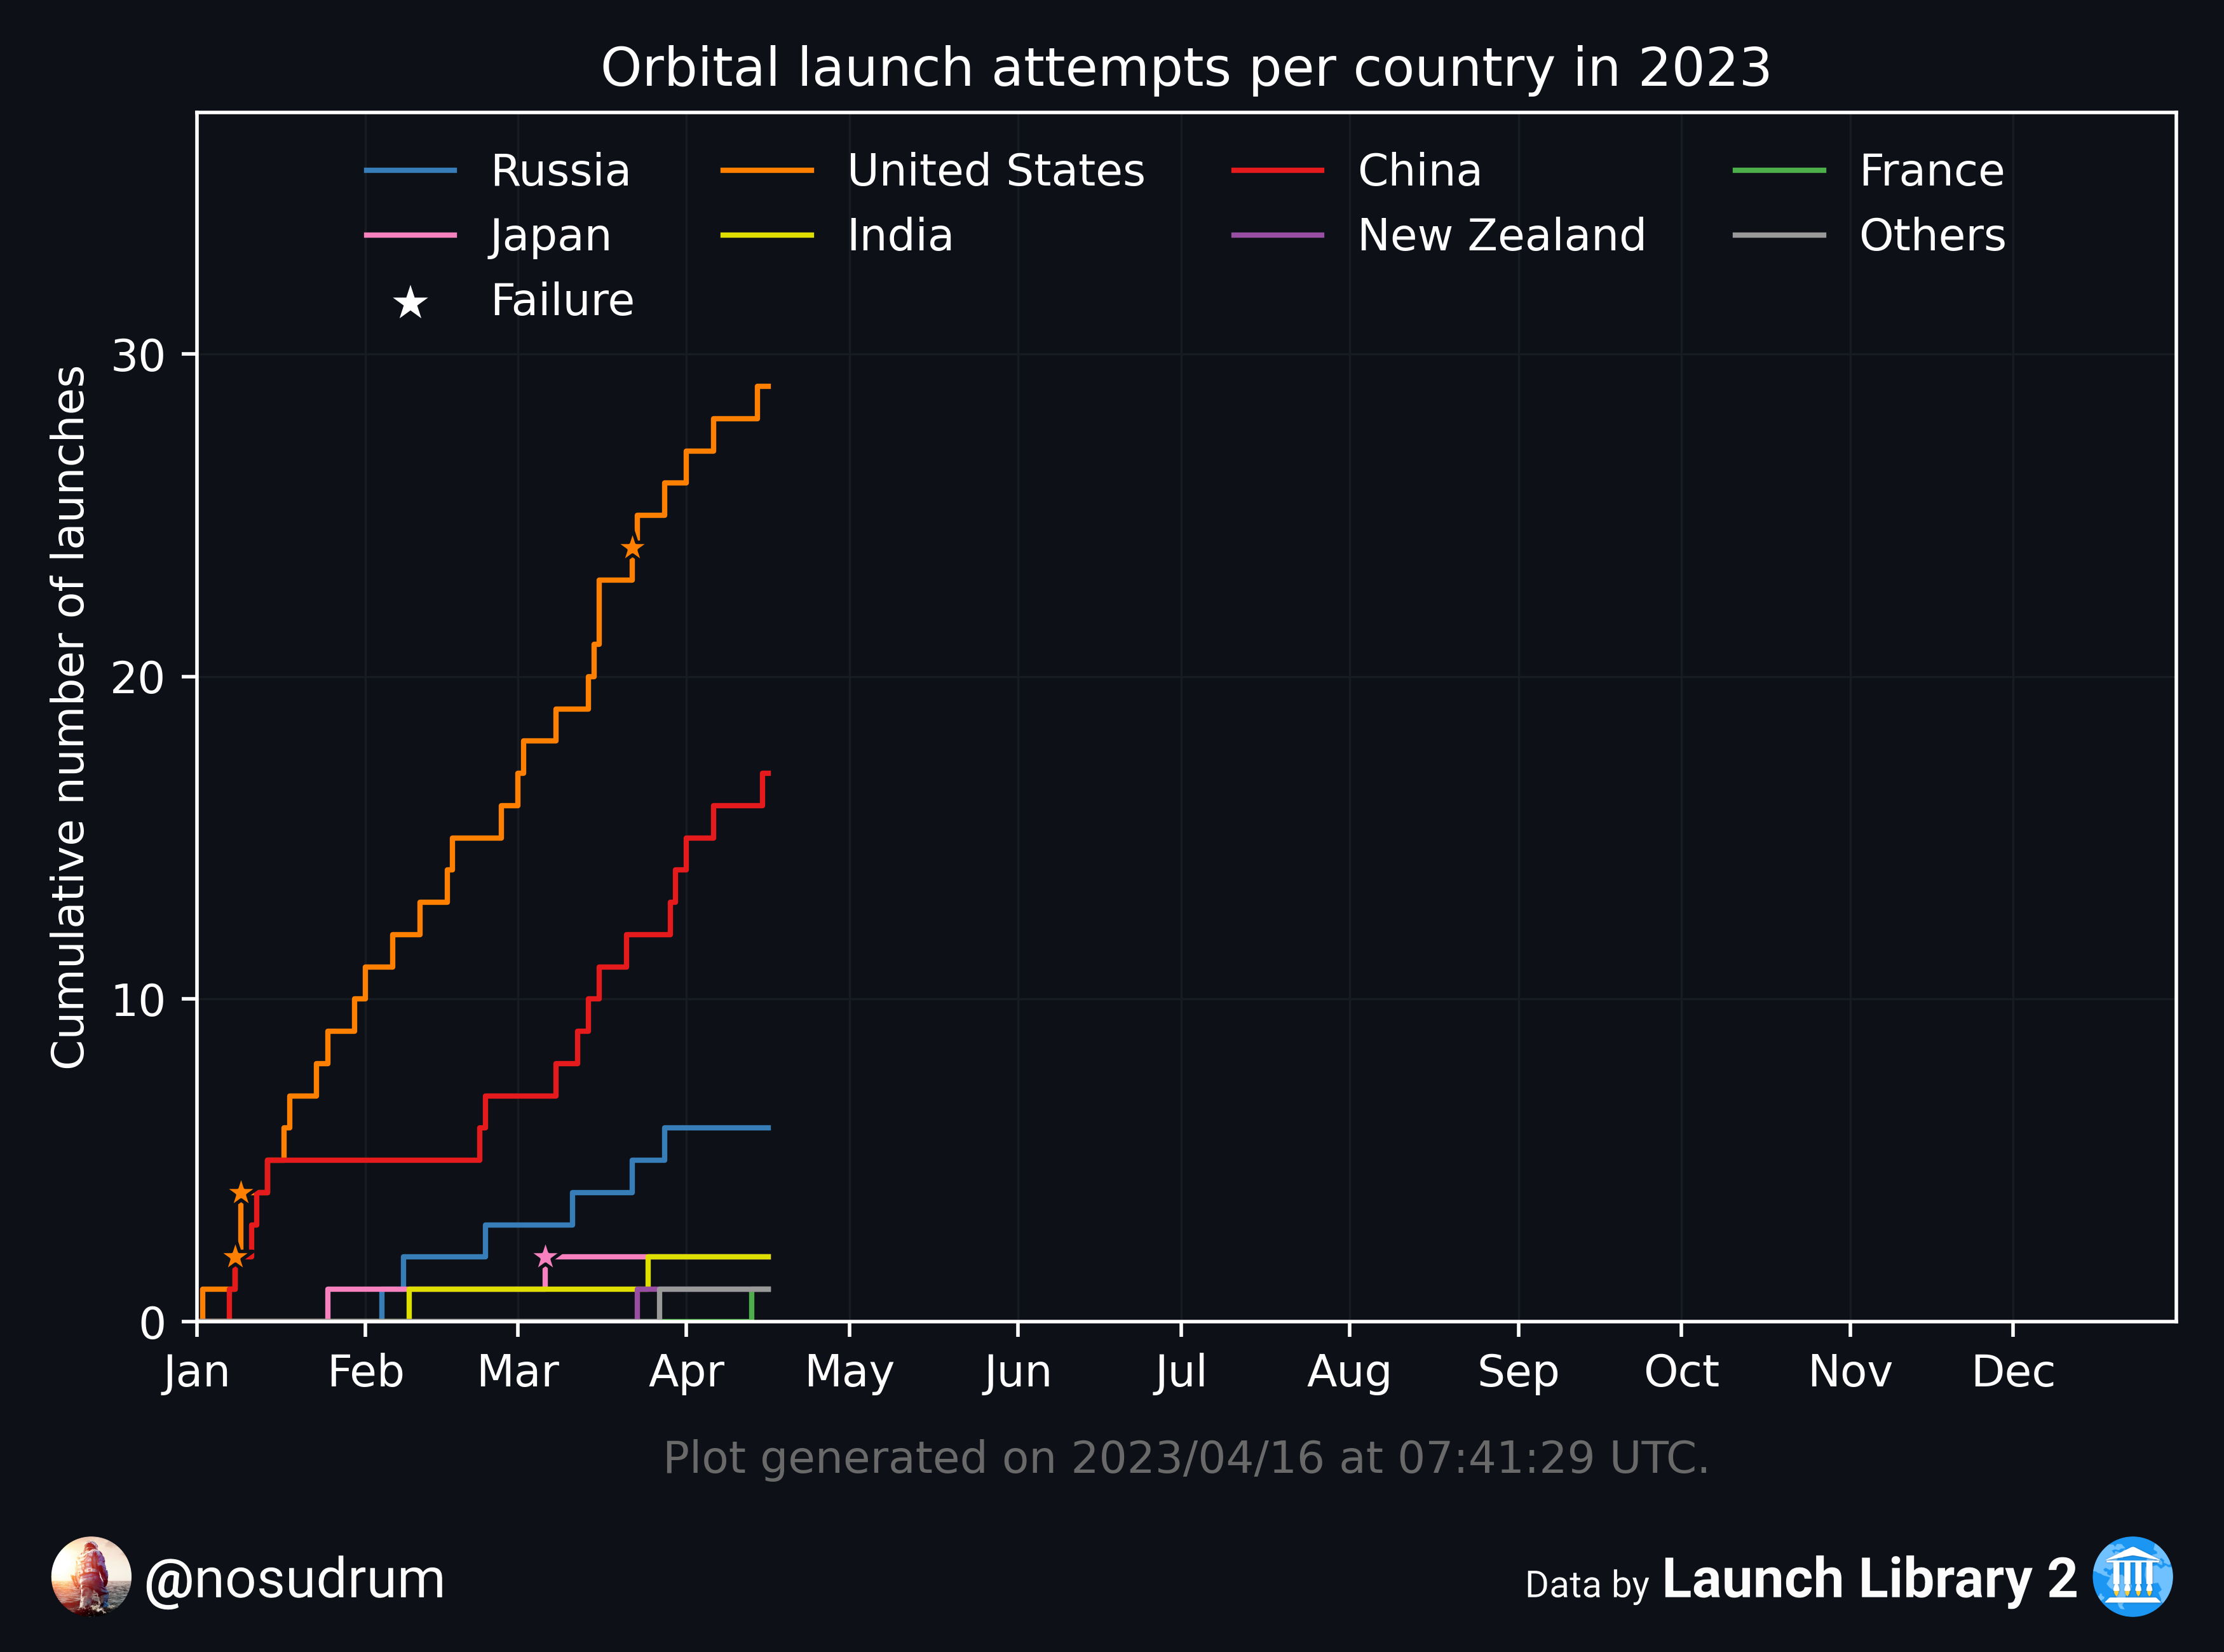 Orbital launch attempts per country in 2023
Russia United States China France
Japan India New Zealand Others
Failure
Cumulative number of launches
30
20
10
0
Jan Feb Mar Apr May Jun Jul Aug Sep Oct Nov Dec
Plot generated on 2023/04/16 at 07:41:29 UTC.
@nosudrum
Data by Launch Library 2